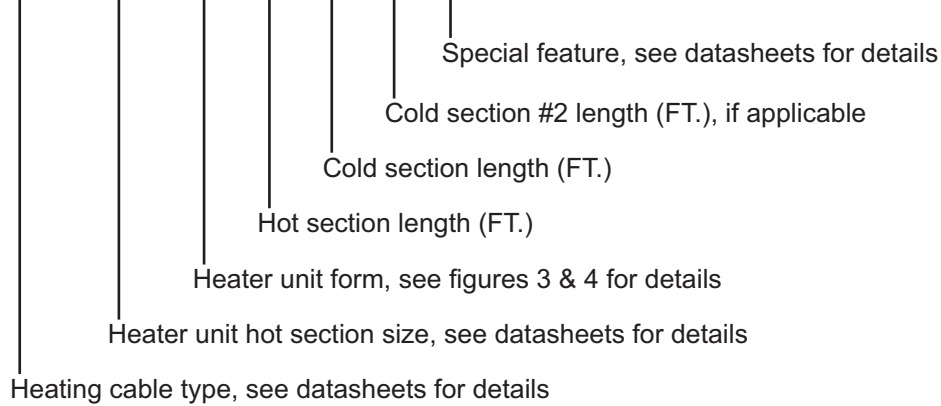 Special feature, see datasheets for details
Cold section #2 length (FT.), if applicable
Cold section length (FT.)
Hot section length (FT.)
Heater unit form, see figures 3 & 4 for details
Heater unit hot section size, see datasheets for details
Heating cable type, see datasheets for details